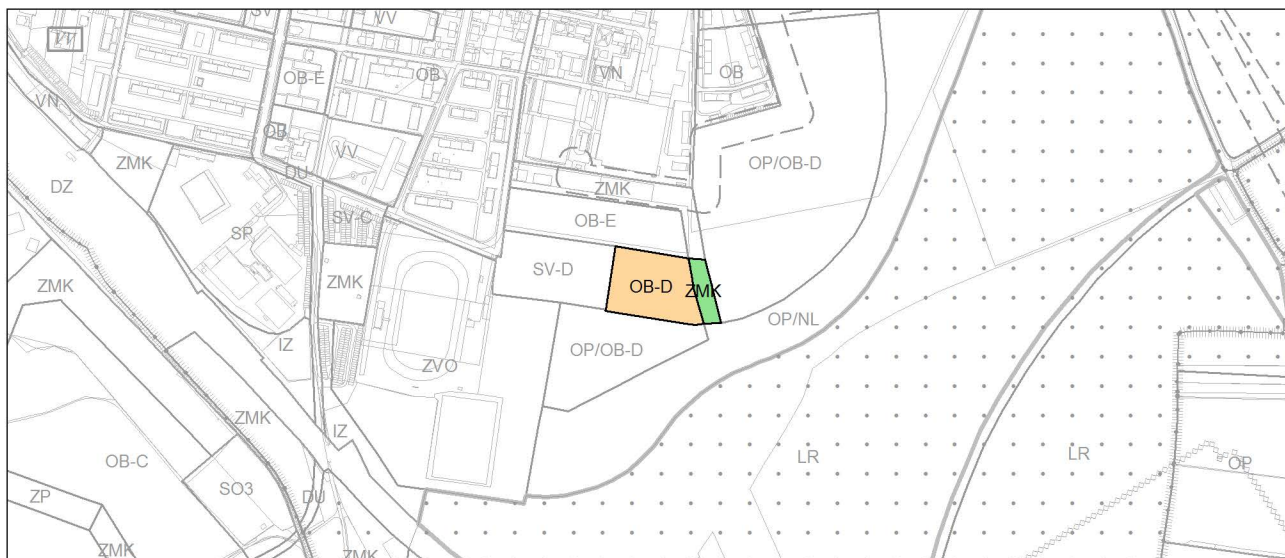 SV
VV
VN
OB-E
OB
VN
OB
VN
OB
VV
ZMK
DU
OP/OB-D
DZ
ZMK
SV-C
OB-E
SP
SV-D
OB-D
ZMK
ZMK
ZMK
OP/NL
IZ
OP/OB-D
ZVO
ZMK
IZ
LR
LR
OB-C
OP
SO3
DU
ZP
ZMK
ZMK